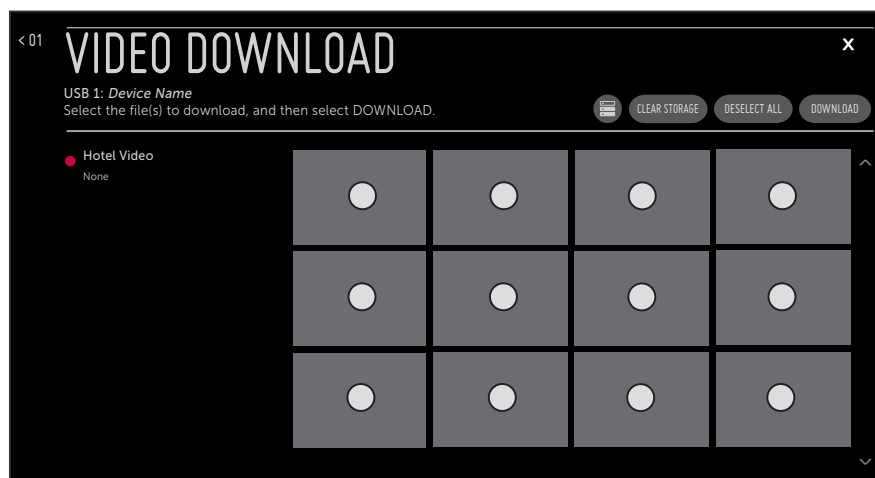 < 01
VIDEO DOWNLOAD
X
USB 1: Device Name
Select the file(s) to download, and then select DOWNLOAD.
CLEAR STORAGE
DESELECT ALL
DOWNLOAD
Hotel Video
None